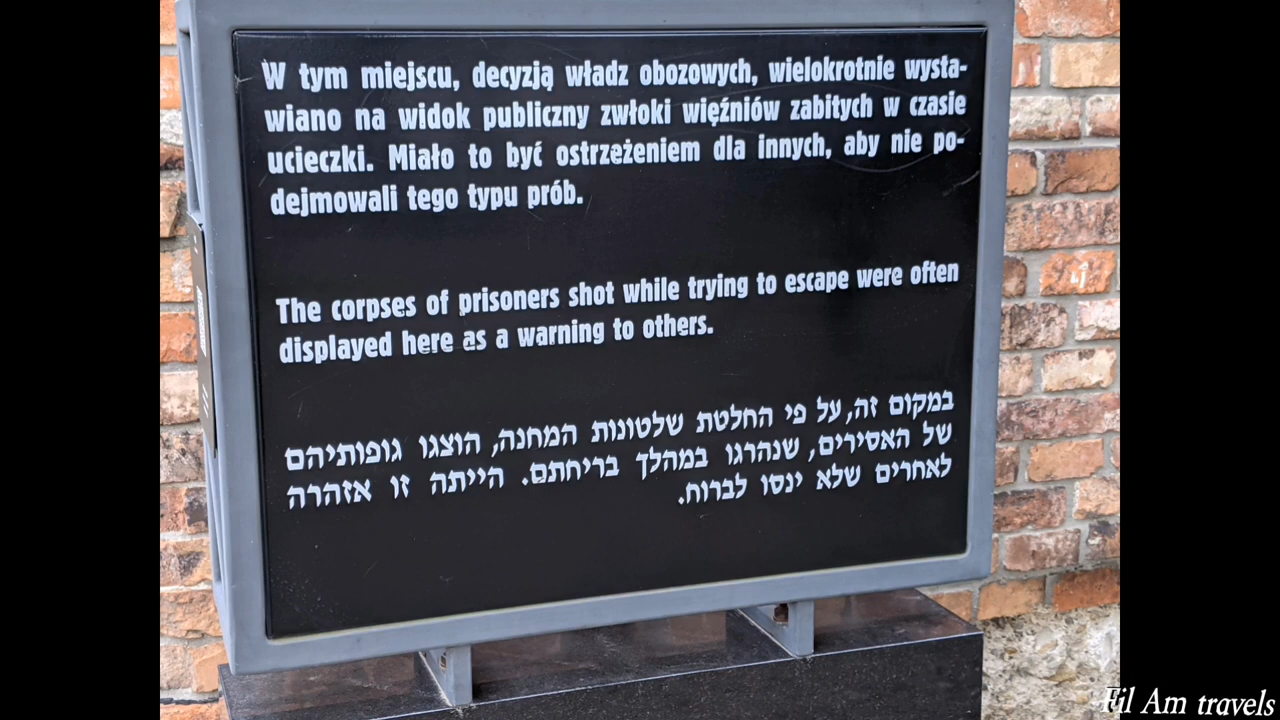 W tym miejscu, decyzją władz obozowych, wielokrotnie wysta-
wiano na widok publiczny zwłoki więźniów zabitych w czasie
ucieczki. Miało to być ostrzeżeniem dla innych, aby nie po-
dejmowali tego typu prób.
The corpses of prisoners shot while trying to escape were often
displayed here as a warning to others.
במקום זה, על פי החלטת שלטונות המחנה, הוצגו גופותיהם
של האסירים, שנהרגו במהלך בריחתם. הייתה זו אזהרה
לאחרים שלא ינסו לברוח.
Fil Am travels